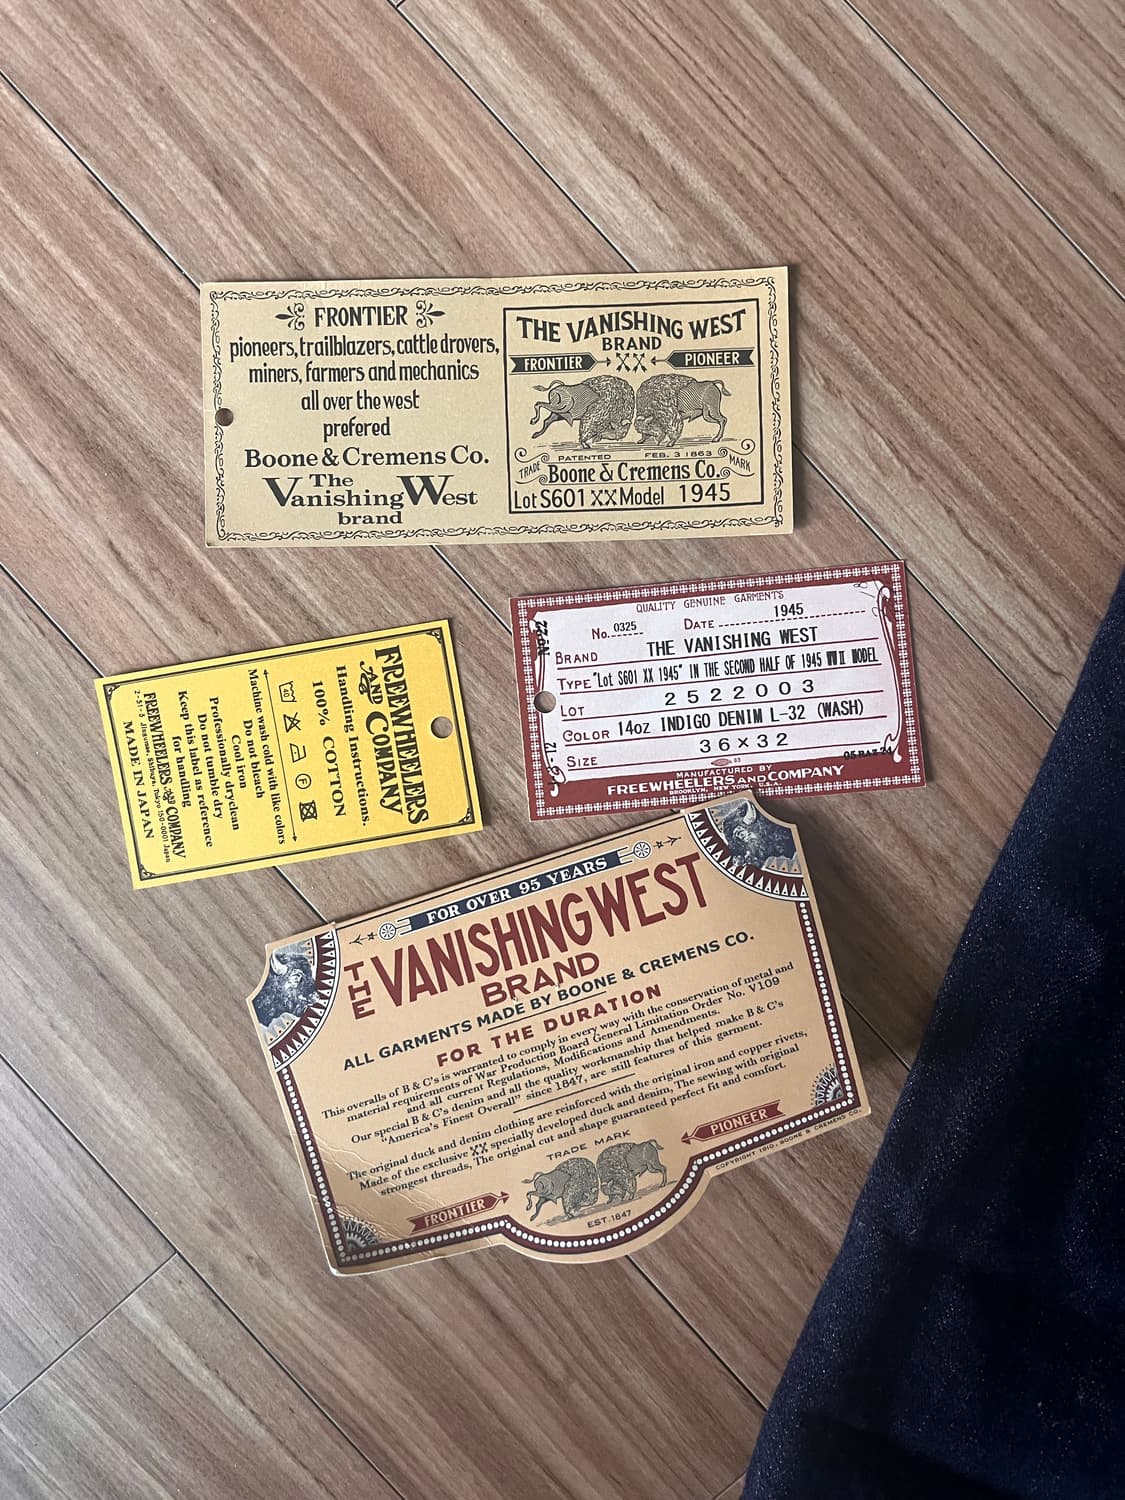 FRONTIER
pioneers, trailblazers, cattle drovers,
miners, farmers and mechanics
all over the west
prefered
Boone & Cremens Co.
The
Vanishing West
brand
THE VANISHING WEST
BRAND
FRONTIER XX PIONEER
PATENTED FEB. 3 1863
TRADE MARK
Boone & Cremens Co.
Lot S601 XX Model 1945
QUALITY GENUINE GARMENTS
No. 0325 DATE 1945
BRAND THE VANISHING WEST
TYPE "Lot S601 XX 1945" IN THE SECOND HALF OF 1945 WWII MODEL
LOT 2522003
COLOR 14oz INDIGO DENIM L-32 (WASH)
SIZE 36×32
MANUFACTURED BY
FREEWHEELERS AND COMPANY
BROOKLYN, NEW YORK, U.S.A.
FREEWHEELERS
AND COMPANY
Handling Instructions.
100% COTTON
Machine wash cold with like colors
Do not bleach
Cool iron
Professionally dryclean
Do not tumble dry
Keep this label as reference
for handling
FREEWHEELERS AND COMPANY
MADE IN JAPAN
FOR OVER 95 YEARS
THE VANISHING WEST
BRAND
ALL GARMENTS MADE BY BOONE & CREMENS CO.
FOR THE DURATION
This overalls of B & C's is warranted to comply in every way with the conservation of metal and
material requirements of War Production Board General Limitation Order No. V109
and all current Regulations, Modifications and Amendments.
Our special B & C's denim and all the quality workmanship that helped make B & C's
"America's Finest Overall" since 1847, are still features of this garment.
The original duck and denim clothing are reinforced with the original iron and copper rivets,
Made of the exclusive XX specially developed duck and denim, The sewing with original
strongest threads, The original cut and shape guaranteed perfect fit and comfort.
TRADE MARK
FRONTIER PIONEER
EST. 1847
COPYRIGHT 1910, BOONE & CREMENS CO.